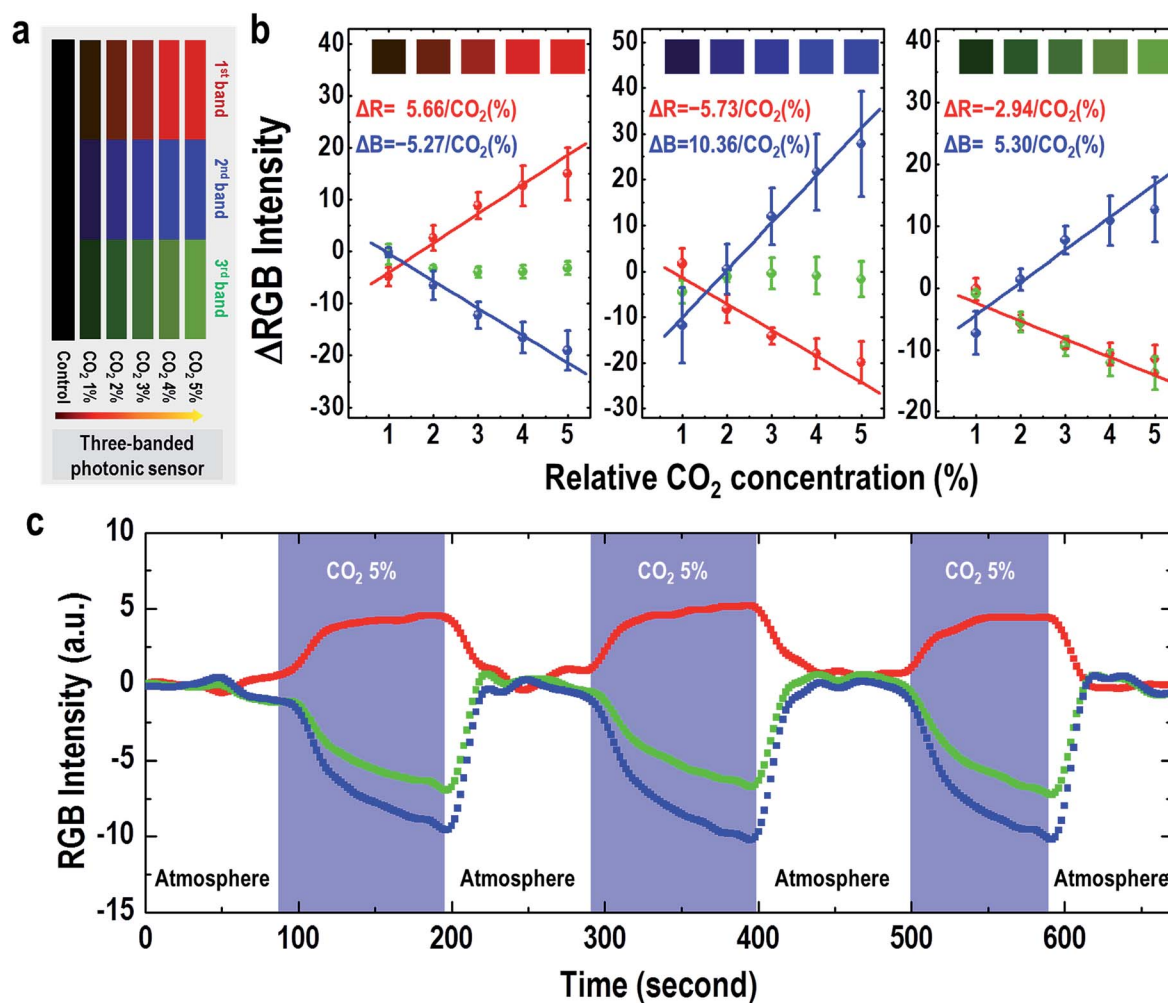 a
1st band
2nd band
3rd band
Control
CO2 1%
CO2 2%
CO2 3%
CO2 4%
CO2 5%
Three-banded
photonic sensor
b
ΔRGB Intensity
40
30
20
10
0
-10
-20
-30
ΔR= 5.66/CO2(%)
ΔB=−5.27/CO2(%)
1 2 3 4 5
50
40
30
20
10
0
-10
-20
-30
ΔR=−5.73/CO2(%)
ΔB=10.36/CO2(%)
1 2 3 4 5
40
30
20
10
0
-10
-20
ΔR=−2.94/CO2(%)
ΔB= 5.30/CO2(%)
1 2 3 4 5
Relative CO2 concentration (%)
c
RGB Intensity (a.u.)
10
5
0
-5
-10
-15
CO2 5% CO2 5% CO2 5%
Atmosphere Atmosphere Atmosphere Atmosphere
0 100 200 300 400 500 600
Time (second)